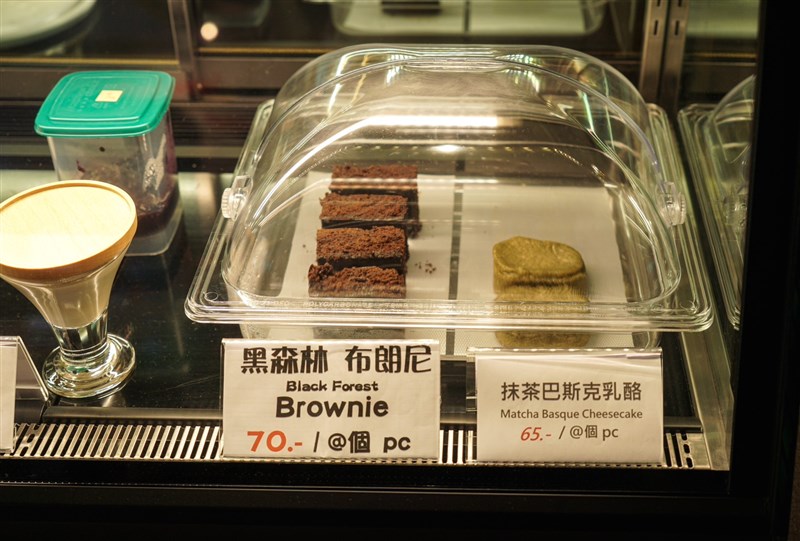 黑森林 布朗尼
Black Forest
Brownie
70.- / @個 pc
抹茶巴斯克乳酪
Matcha Basque Cheesecake
65.- / @個 pc